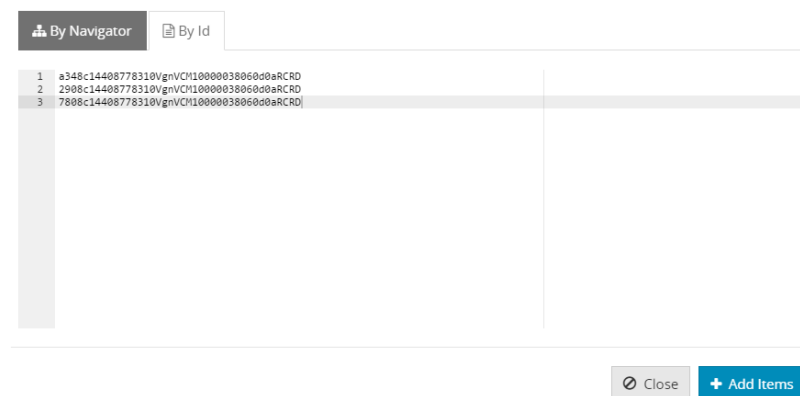 By Navigator
By Id
1 a348c14408778310VgnVCM10000038060d0aRCRD
2 2908c14408778310VgnVCM10000038060d0aRCRD
3 7808c14408778310VgnVCM10000038060d0aRCRD
Close
Add Items